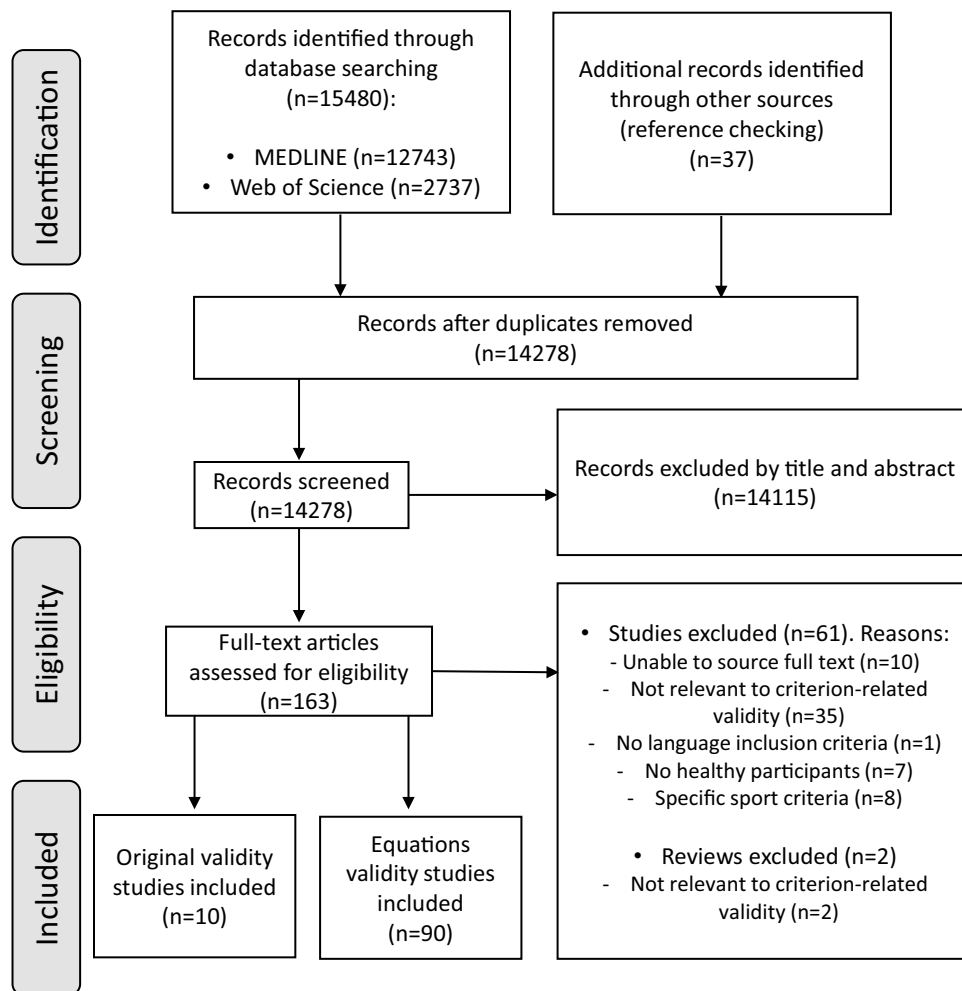 Identification
Records identified through
database searching
(n=15480):
• MEDLINE (n=12743)
• Web of Science (n=2737)
Additional records identified
through other sources
(reference checking)
(n=37)
Screening
Records after duplicates removed
(n=14278)
Records screened
(n=14278)
Records excluded by title and abstract
(n=14115)
Eligibility
Full-text articles
assessed for eligibility
(n=163)
• Studies excluded (n=61). Reasons:
- Unable to source full text (n=10)
- Not relevant to criterion-related
validity (n=35)
- No language inclusion criteria (n=1)
- No healthy participants (n=7)
- Specific sport criteria (n=8)
• Reviews excluded (n=2)
- Not relevant to criterion-related
validity (n=2)
Included
Original validity
studies included
(n=10)
Equations
validity studies
included
(n=90)